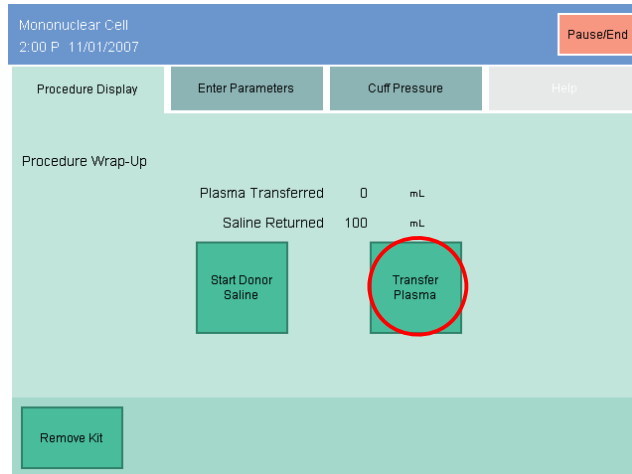 Mononuclear Cell
2:00 P 11/01/2007
Pause/End
Procedure Display
Enter Parameters
Cuff Pressure
Help
Procedure Wrap-Up
Plasma Transferred 0 mL
Saline Returned 100 mL
Start Donor
Saline
Transfer
Plasma
Remove Kit